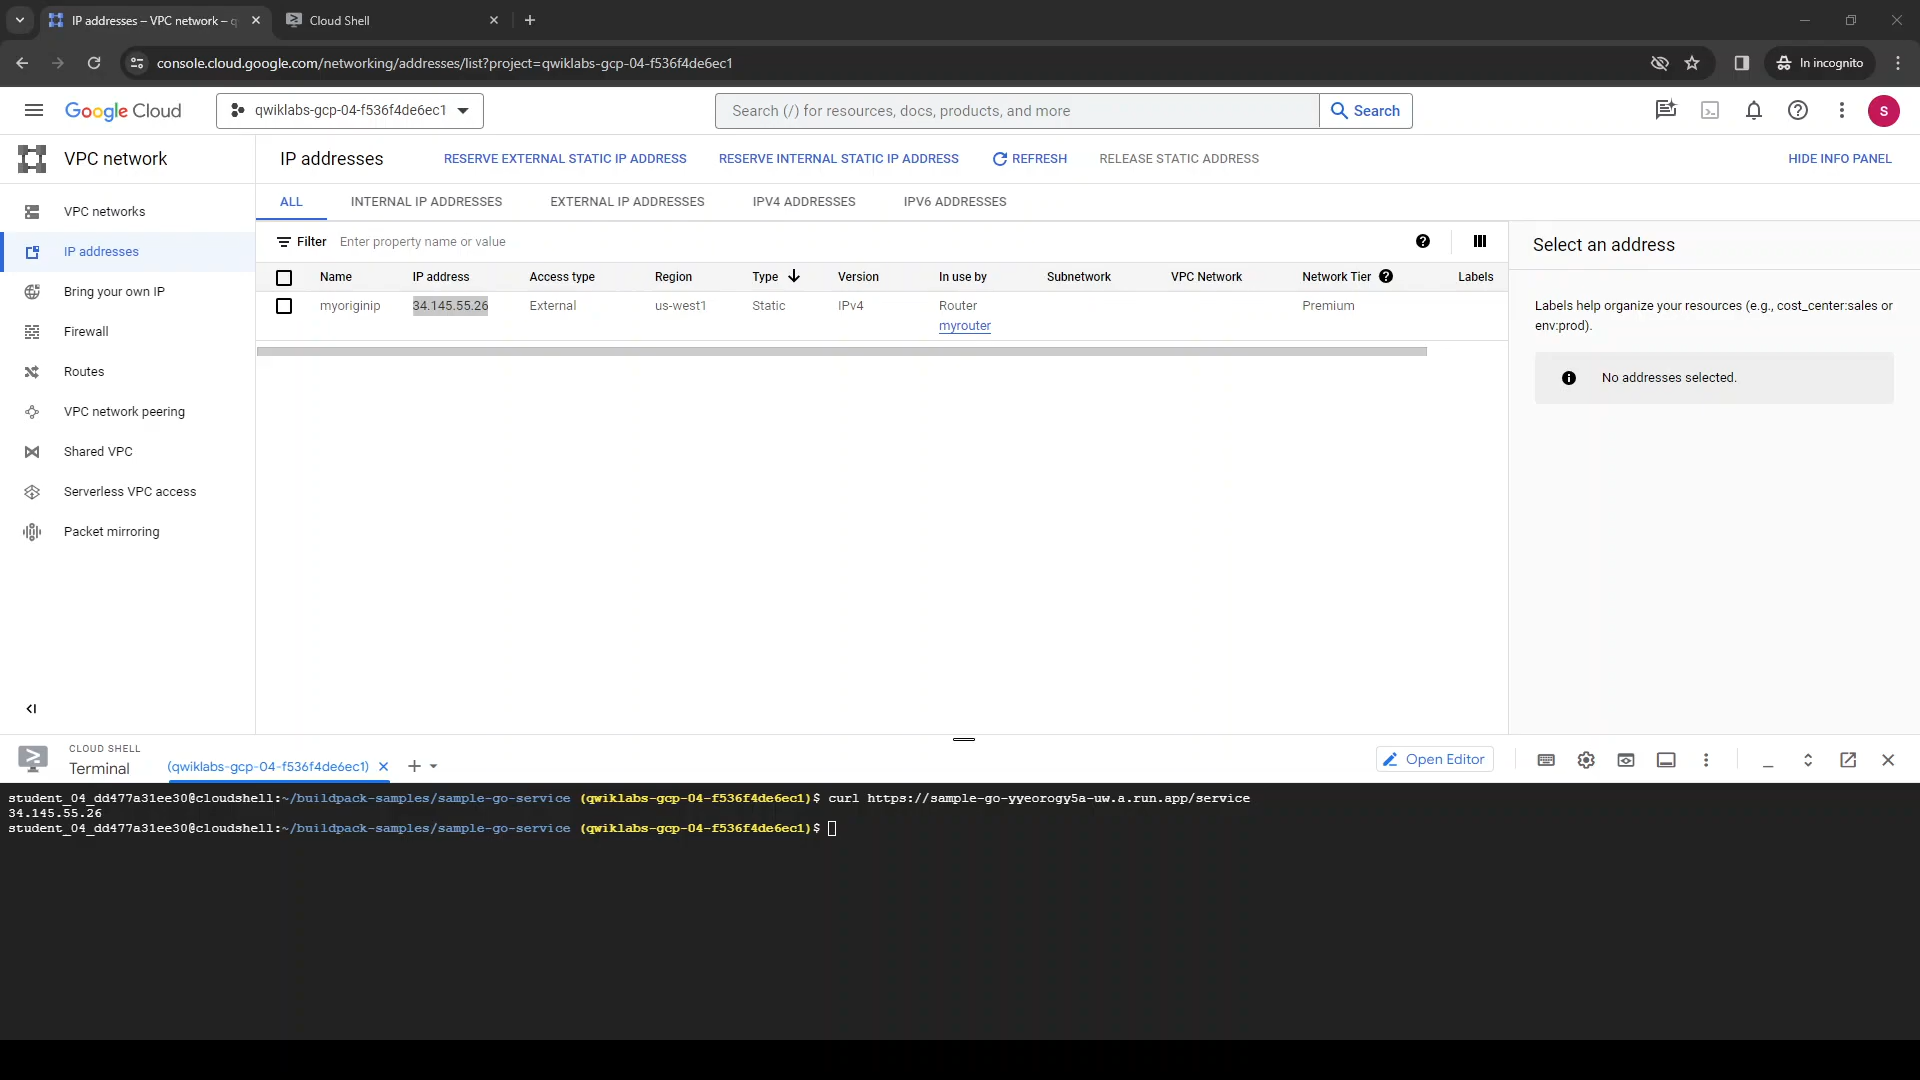 IP addresses – VPC network – q
Cloud Shell
console.cloud.google.com/networking/addresses/list?project=qwiklabs-gcp-04-f536f4de6ec1
In incognito
Google Cloud
qwiklabs-gcp-04-f536f4de6ec1
Search (/) for resources, docs, products, and more
Search
S
VPC network
IP addresses
RESERVE EXTERNAL STATIC IP ADDRESS
RESERVE INTERNAL STATIC IP ADDRESS
REFRESH
RELEASE STATIC ADDRESS
HIDE INFO PANEL
VPC networks
IP addresses
Bring your own IP
Firewall
Routes
VPC network peering
Shared VPC
Serverless VPC access
Packet mirroring
ALL INTERNAL IP ADDRESSES EXTERNAL IP ADDRESSES IPV4 ADDRESSES IPV6 ADDRESSES
Filter Enter property name or value
Name IP address Access type Region Type Version In use by Subnetwork VPC Network Network Tier Labels
myoriginip 34.145.55.26 External us-west1 Static IPv4 Router Premium
myrouter
Select an address
Labels help organize your resources (e.g., cost_center:sales or
env:prod).
No addresses selected.
CLOUD SHELL
Terminal
(qwiklabs-gcp-04-f536f4de6ec1)
Open Editor
student_04_dd477a31ee30@cloudshell:~/buildpack-samples/sample-go-service (qwiklabs-gcp-04-f536f4de6ec1)$ curl https://sample-go-yyeorogy5a-uw.a.run.app/service
34.145.55.26
student_04_dd477a31ee30@cloudshell:~/buildpack-samples/sample-go-service (qwiklabs-gcp-04-f536f4de6ec1)$